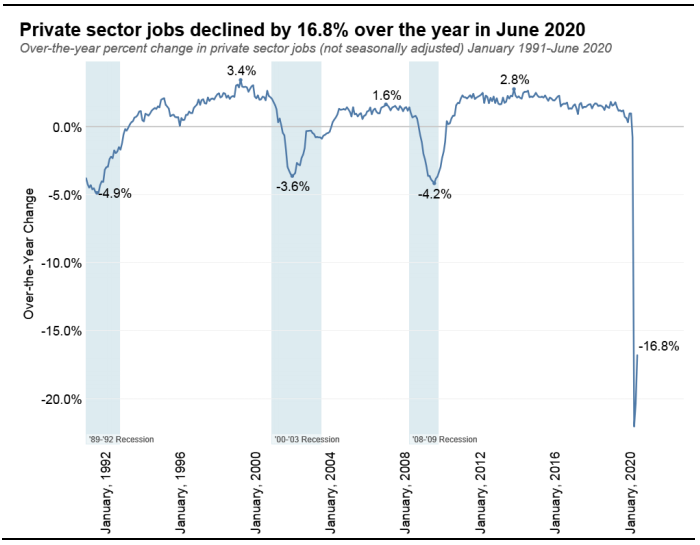 Private sector jobs declined by 16.8% over the year in June 2020
Over-the-year percent change in private sector jobs (not seasonally adjusted) January 1991-June 2020
3.4%
2.8%
1.6%
0.0%
-4.9%
-3.6%
-4.2%
-5.0%
-10.0%
-15.0%
-16.8%
-20.0%
Over-the-Year Change
'89-'92 Recession
'00-'03 Recession
'08-'09 Recession
January, 1992
January, 1996
January, 2000
January, 2004
January, 2008
January, 2012
January, 2016
January, 2020